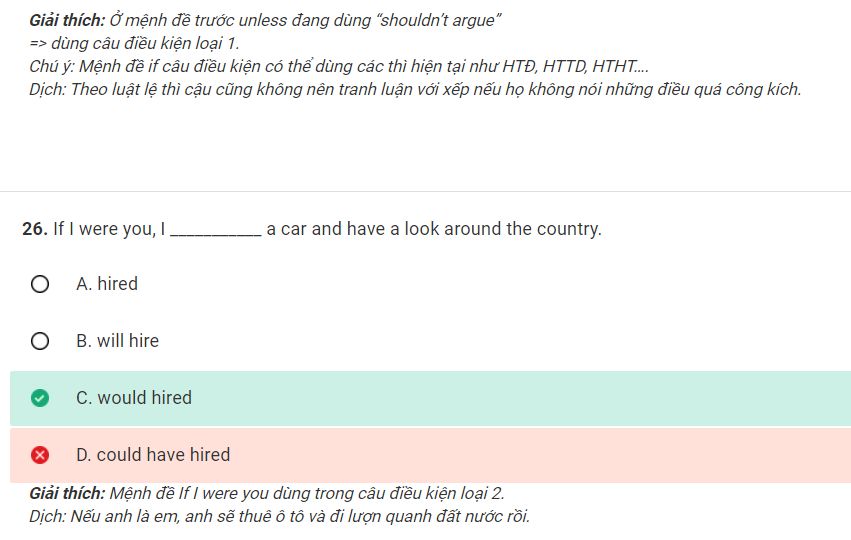 Giải thích: Ở mệnh đề trước unless đang dùng “shouldn’t argue”
=> dùng câu điều kiện loại 1.
Chú ý: Mệnh đề if câu điều kiện có thể dùng các thì hiện tại như HTĐ, HTTD, HTHT....
Dịch: Theo luật lệ thì cậu cũng không nên tranh luận với xếp nếu họ không nói những điều quá công kích.
26. If I were you, I ___________ a car and have a look around the country.
A. hired
B. will hire
C. would hired
D. could have hired
Giải thích: Mệnh đề If I were you dùng trong câu điều kiện loại 2.
Dịch: Nếu anh là em, anh sẽ thuê ô tô và đi lượn quanh đất nước rồi.